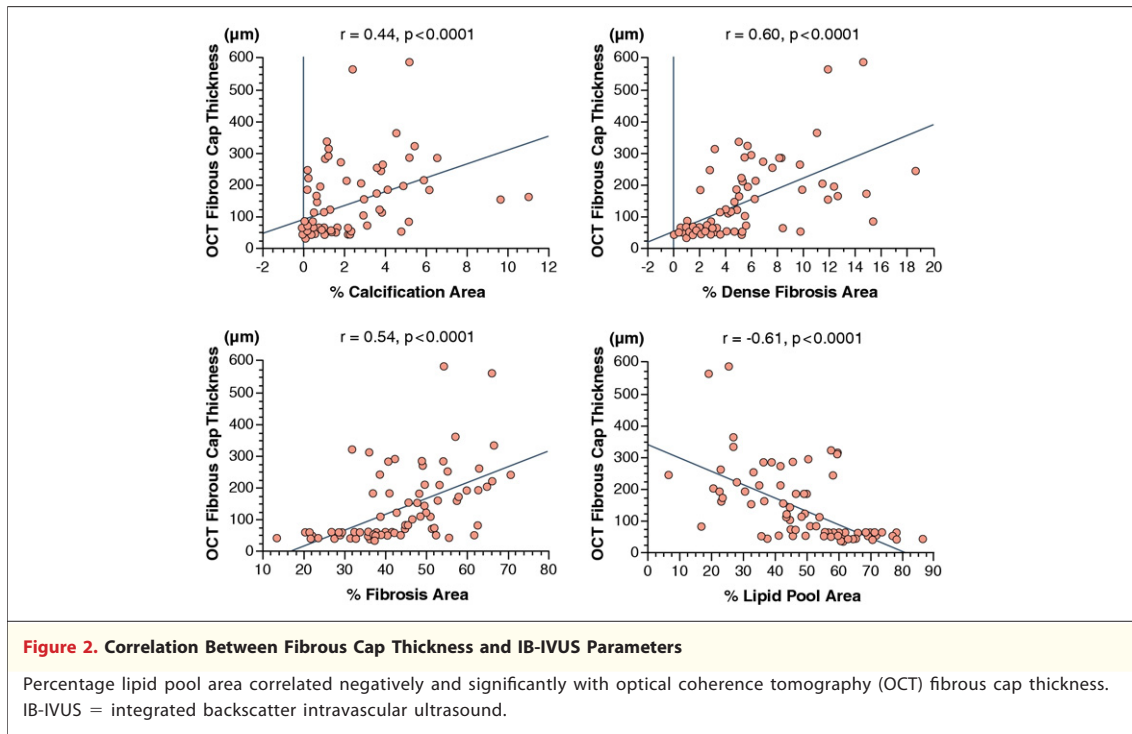 (μm)
r = 0.44, p<0.0001
OCT Fibrous Cap Thickness
600
500
400
300
200
100
0
-2 0 2 4 6 8 10 12
% Calcification Area
(μm)
r = 0.60, p<0.0001
OCT Fibrous Cap Thickness
600
500
400
300
200
100
0
-2 0 2 4 6 8 10 12 14 16 18 20
% Dense Fibrosis Area
(μm)
r = 0.54, p<0.0001
OCT Fibrous Cap Thickness
600
500
400
300
200
100
0
10 20 30 40 50 60 70 80
% Fibrosis Area
(μm)
r = -0.61, p<0.0001
OCT Fibrous Cap Thickness
600
500
400
300
200
100
0
0 10 20 30 40 50 60 70 80 90
% Lipid Pool Area
Figure 2. Correlation Between Fibrous Cap Thickness and IB-IVUS Parameters
Percentage lipid pool area correlated negatively and significantly with optical coherence tomography (OCT) fibrous cap thickness.
IB-IVUS = integrated backscatter intravascular ultrasound.